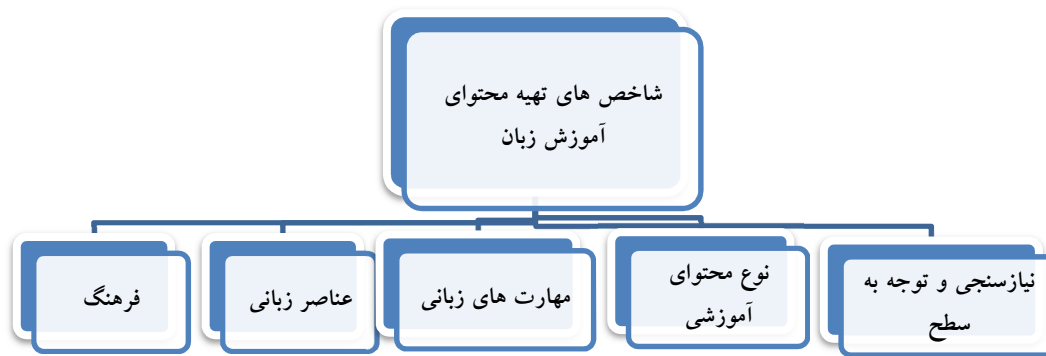 شاخص های تهیه محتوای
آموزش زبان
نیازسنجی و توجه به
سطح
نوع محتوای
آموزشی
مهارت های زبانی
عناصر زبانی
فرهنگ